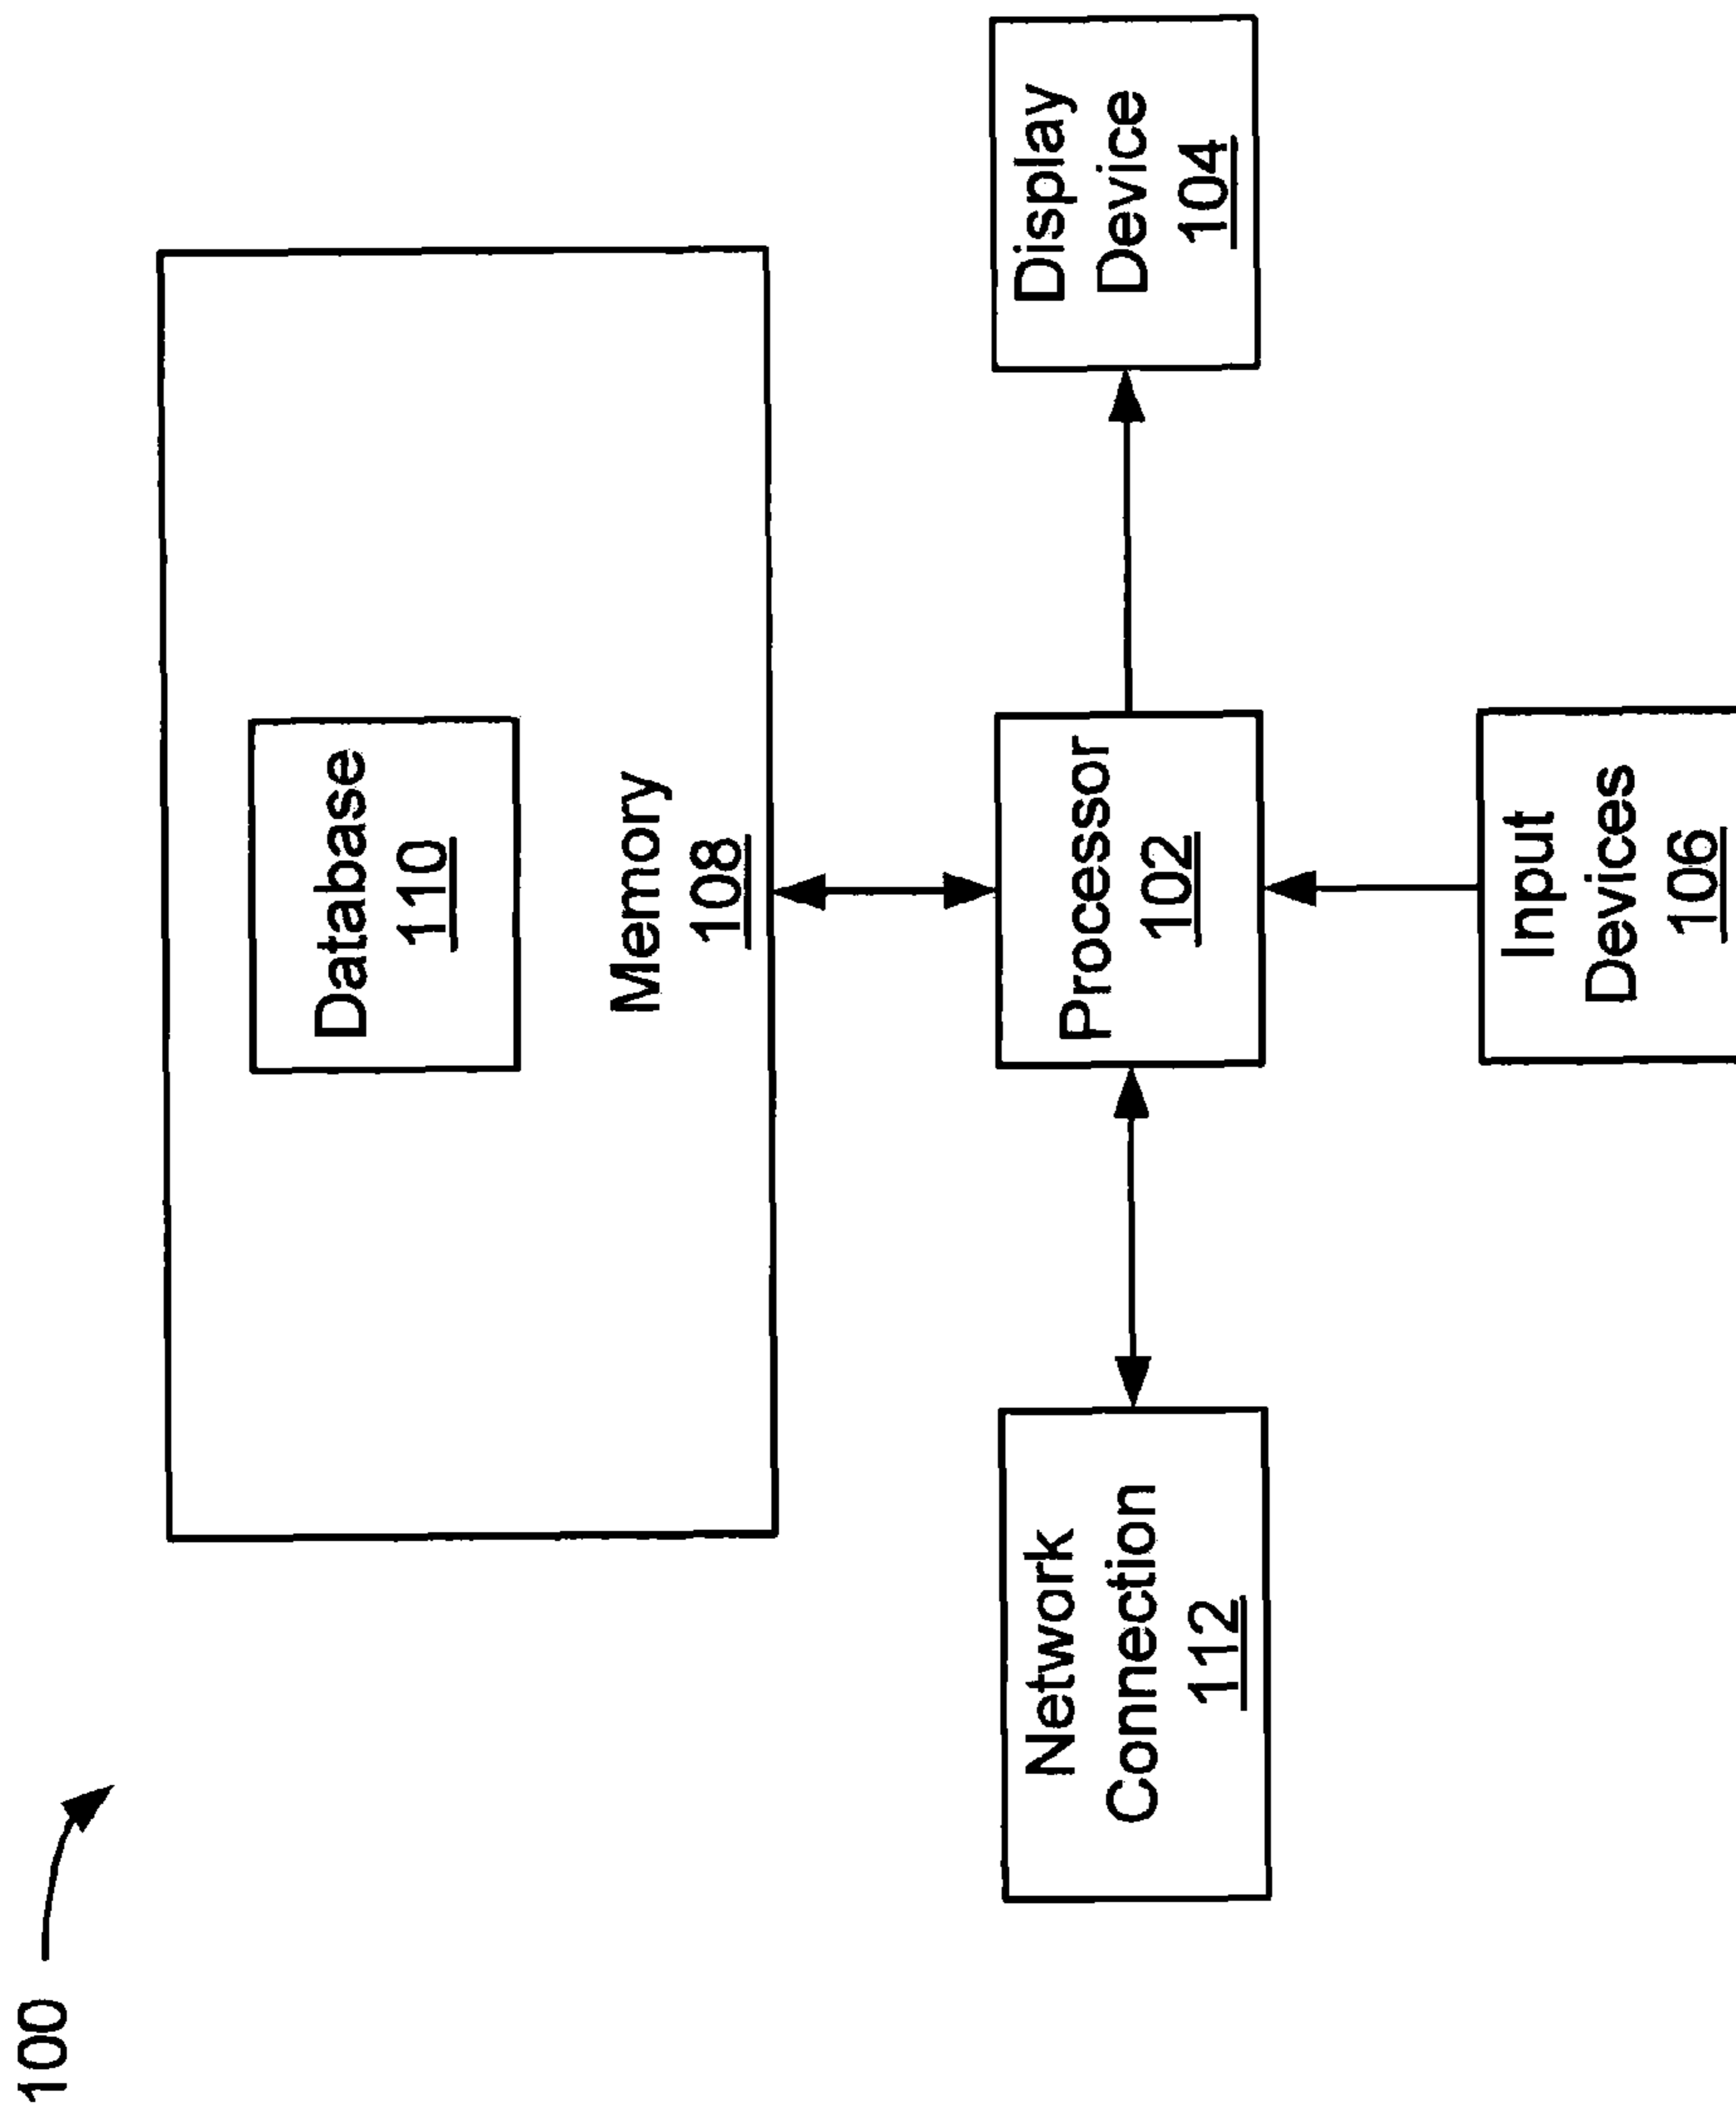 100
Database
110
Memory
108
Network
Connection
112
Processor
102
Display
Device
104
Input
Devices
106